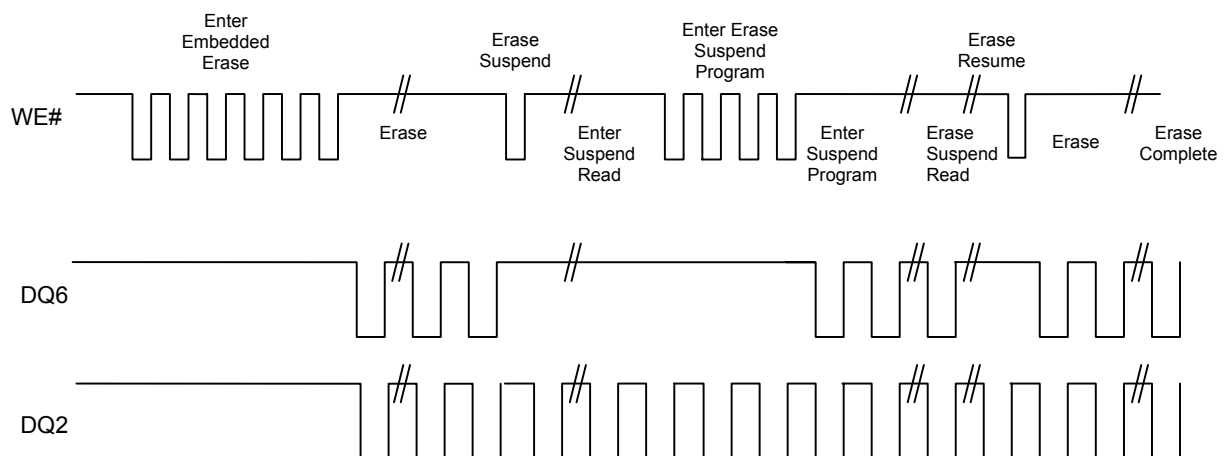 Enter
Embedded
Erase
Erase
Suspend
Enter Erase
Suspend
Program
Erase
Resume
WE#
Erase
Enter
Suspend
Read
Enter
Suspend
Program
Erase
Suspend
Read
Erase
Erase
Complete
DQ6
DQ2